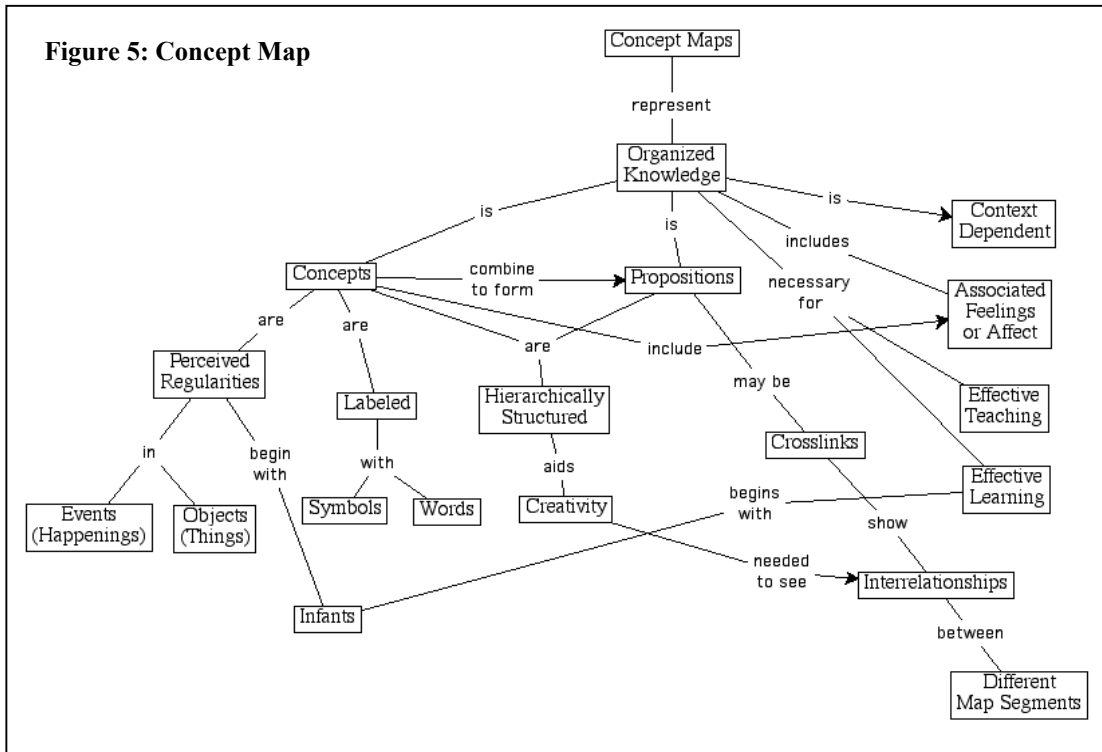 Figure 5: Concept Map
Concept Maps
represent
Organized
Knowledge
is
is
is
Context
Dependent
includes
Concepts
combine
to form
Propositions
necessary
for
Associated
Feelings
or Affect
are
are
are
include
Perceived
Regularities
Labeled
Hierarchically
Structured
may be
Effective
Teaching
Crosslinks
in
begin
with
with
aids
Effective
Learning
Events
(Happenings)
Objects
(Things)
Symbols
Words
Creativity
begins
with
show
needed
to see
Interrelationships
Infants
between
Different
Map Segments